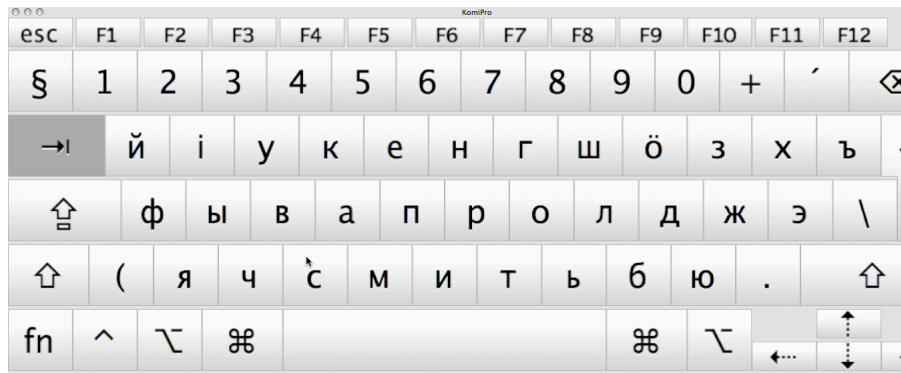 KomiPro
esc F1 F2 F3 F4 F5 F6 F7 F8 F9 F10 F11 F12
§ 1 2 3 4 5 6 7 8 9 0 + ´ ⌫
⇥ й і у к е н г ш ӧ з х ъ
⇪ ф ы в а п р о л д ж э \
⇧ ( я ч с м и т ь б ю . ⇧
fn ^ ⌥ ⌘ ⌘ ⌥